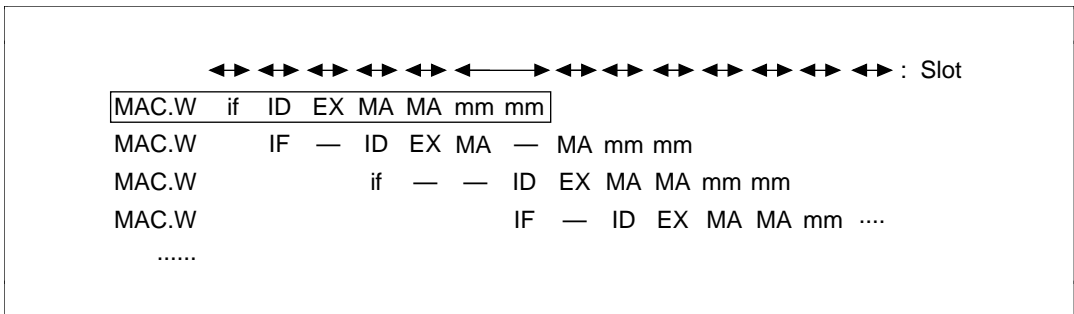 : Slot
MAC.W if ID EX MA MA mm mm
MAC.W IF — ID EX MA — MA mm mm
MAC.W if — — ID EX MA MA mm mm
MAC.W IF — ID EX MA MA mm ····
......